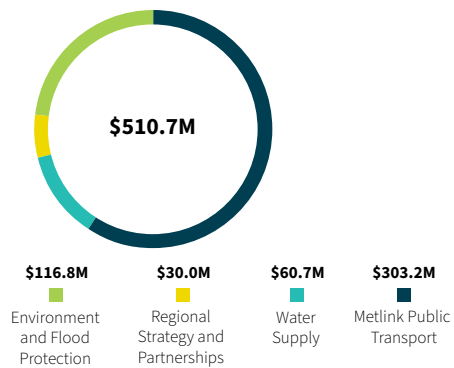 $510.7M
$116.8M
Environment
and Flood
Protection
$30.0M
Regional
Strategy and
Partnerships
$60.7M
Water
Supply
$303.2M
Metlink Public
Transport